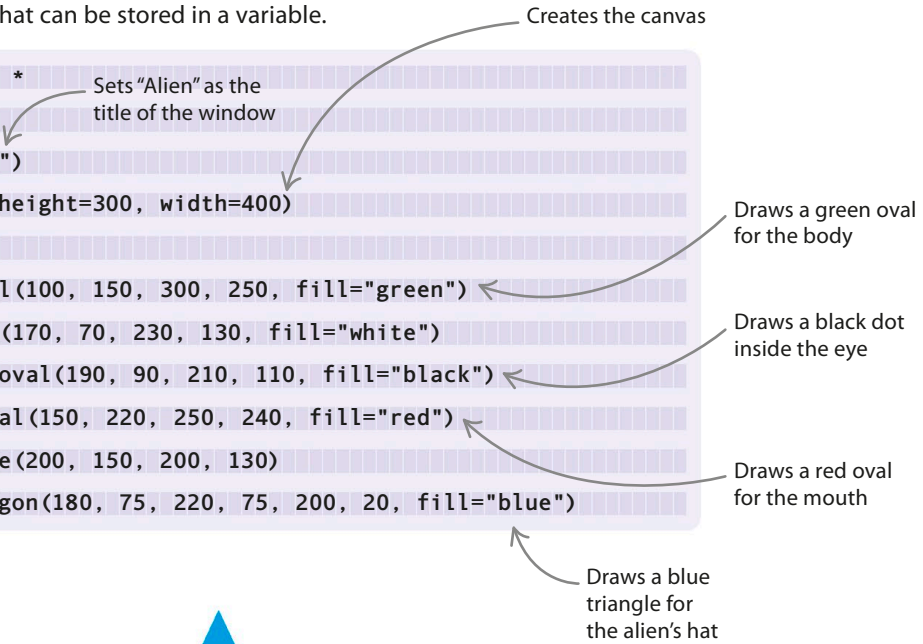 hat can be stored in a variable.
Creates the canvas
*
Sets “Alien” as the
title of the window
")
height=300, width=400)
Draws a green oval
for the body
l(100, 150, 300, 250, fill="green")
(170, 70, 230, 130, fill="white")
Draws a black dot
inside the eye
oval(190, 90, 210, 110, fill="black")
al(150, 220, 250, 240, fill="red")
e(200, 150, 200, 130)
Draws a red oval
for the mouth
gon(180, 75, 220, 75, 200, 20, fill="blue")
Draws a blue
triangle for
the alien’s hat